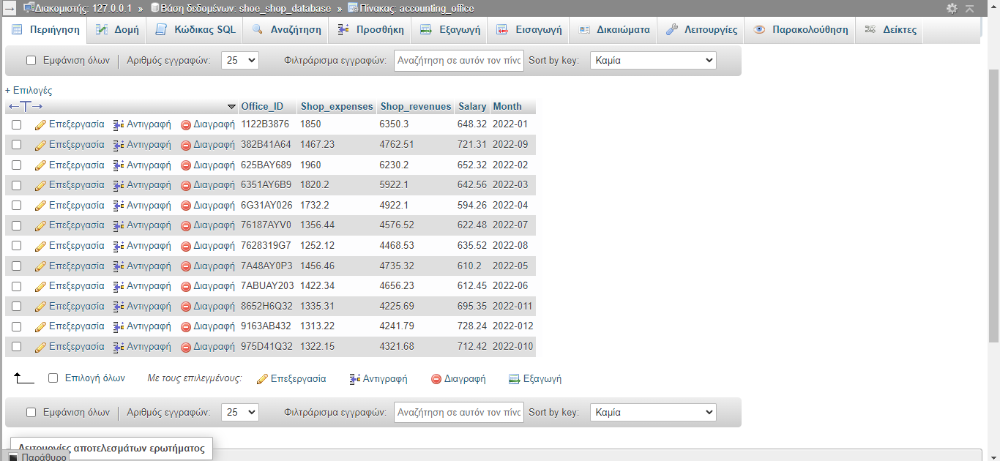 Διακομιστής: 127.0.0.1 » Βάση δεδομένων: shoe_shop_database » Πίνακας: accounting_office
Περιήγηση Δομή Κώδικας SQL Αναζήτηση Προσθήκη Εξαγωγή Εισαγωγή Δικαιώματα Λειτουργίες Παρακολούθηση Δείκτες
Εμφάνιση όλων Αριθμός εγγραφών: 25 Φιλτράρισμα εγγραφών: Αναζήτηση σε αυτόν τον πίνα Sort by key: Καμία
+ Επιλογές
←T→ Office_ID Shop_expenses Shop_revenues Salary Month
Επεξεργασία Αντιγραφή Διαγραφή 1122B3876 1850 6350.3 648.32 2022-01
Επεξεργασία Αντιγραφή Διαγραφή 382B41A64 1467.23 4762.51 721.31 2022-09
Επεξεργασία Αντιγραφή Διαγραφή 625BAY689 1960 6230.2 652.32 2022-02
Επεξεργασία Αντιγραφή Διαγραφή 6351AY6B9 1820.2 5922.1 642.56 2022-03
Επεξεργασία Αντιγραφή Διαγραφή 6G31AY026 1732.2 4922.1 594.26 2022-04
Επεξεργασία Αντιγραφή Διαγραφή 76187AYV0 1356.44 4576.52 622.48 2022-07
Επεξεργασία Αντιγραφή Διαγραφή 7628319G7 1252.12 4468.53 635.52 2022-08
Επεξεργασία Αντιγραφή Διαγραφή 7A48AY0P3 1456.46 4735.32 610.2 2022-05
Επεξεργασία Αντιγραφή Διαγραφή 7ABUAY203 1422.34 4656.23 612.45 2022-06
Επεξεργασία Αντιγραφή Διαγραφή 8652H6Q32 1335.31 4225.69 695.35 2022-011
Επεξεργασία Αντιγραφή Διαγραφή 9163AB432 1313.22 4241.79 728.24 2022-012
Επεξεργασία Αντιγραφή Διαγραφή 975D41Q32 1322.15 4321.68 712.42 2022-010
Επιλογή όλων Με τους επιλεγμένους: Επεξεργασία Αντιγραφή Διαγραφή Εξαγωγή
Εμφάνιση όλων Αριθμός εγγραφών: 25 Φιλτράρισμα εγγραφών: Αναζήτηση σε αυτόν τον πίνα Sort by key: Καμία
Λειτουργίες αποτελεσμάτων ερωτήματος
Παράθυρο